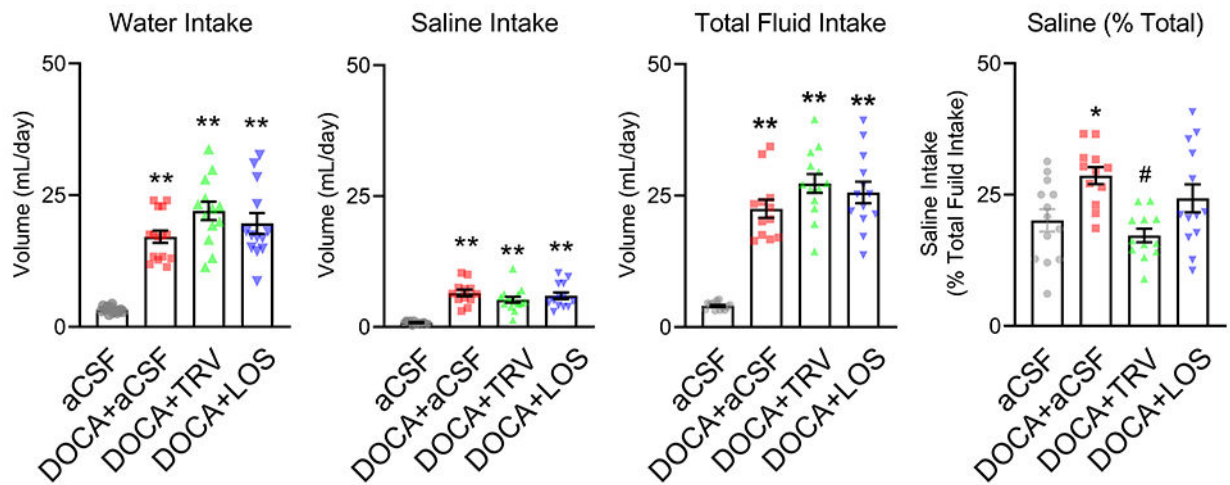 Water Intake
Volume (mL/day)
50
25
0
**
**
**
aCSF
DOCA+aCSF
DOCA+TRV
DOCA+LOS
Saline Intake
Volume (mL/day)
50
25
0
**
**
**
aCSF
DOCA+aCSF
DOCA+TRV
DOCA+LOS
Total Fluid Intake
Volume (mL/day)
50
25
0
**
**
**
aCSF
DOCA+aCSF
DOCA+TRV
DOCA+LOS
Saline (% Total)
Saline Intake
(% Total Fuild Intake)
50
25
0
*
#
aCSF
DOCA+aCSF
DOCA+TRV
DOCA+LOS